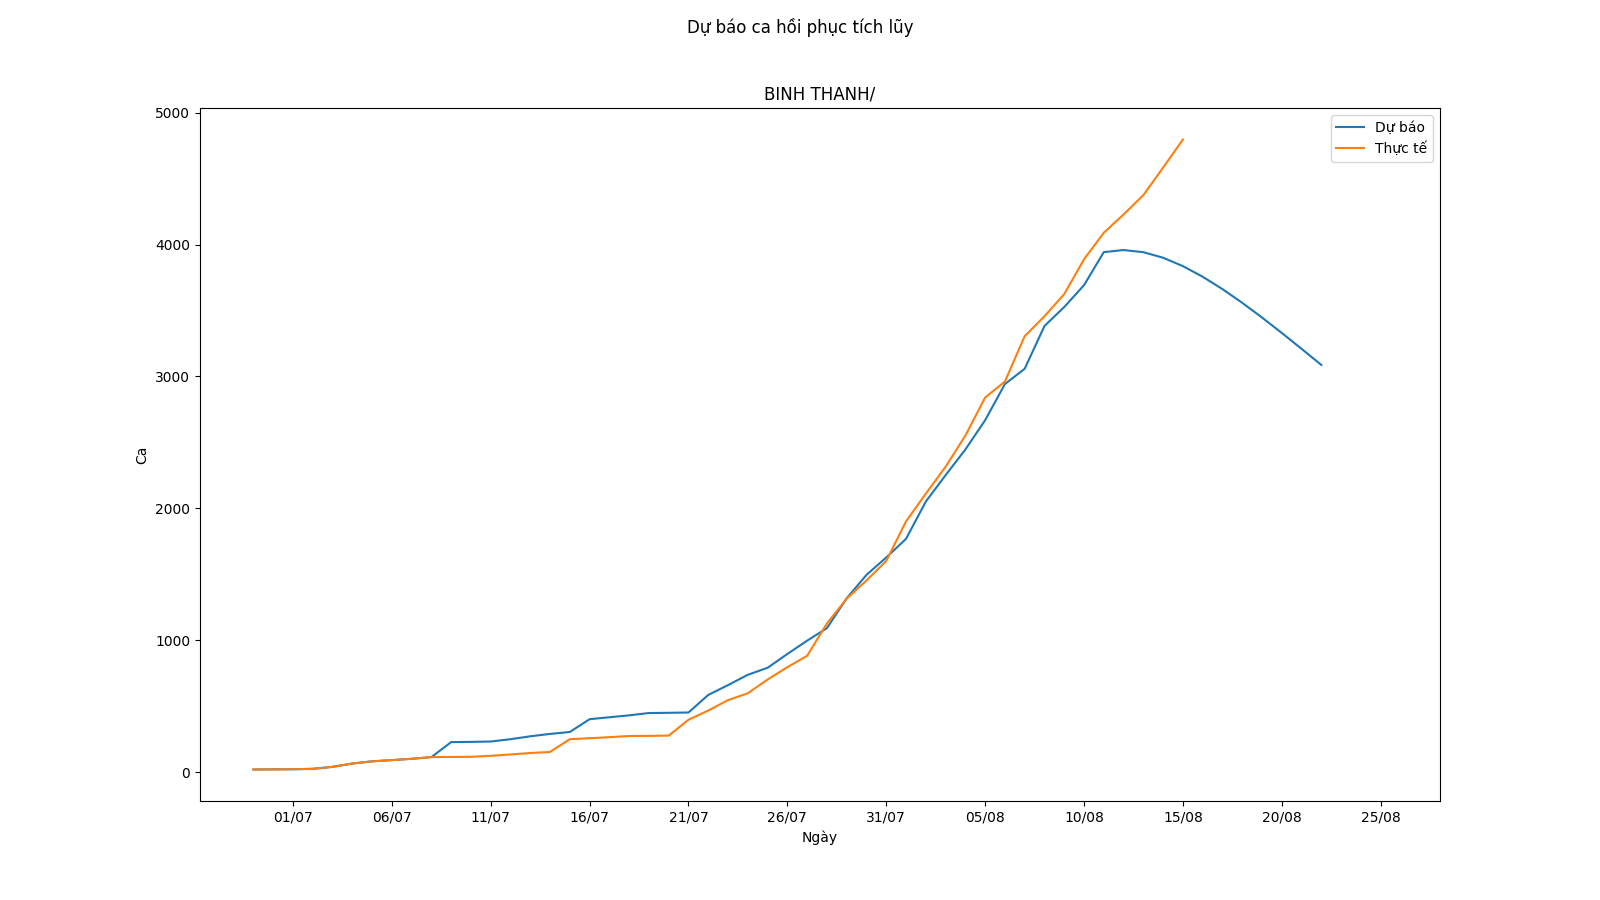 Dự báo ca hồi phục tích lũy
BINH THANH/
5000
4000
3000
2000
1000
0
Ca
Dự báo
Thực tế
01/07 06/07 11/07 16/07 21/07 26/07 31/07 05/08 10/08 15/08 20/08 25/08
Ngày